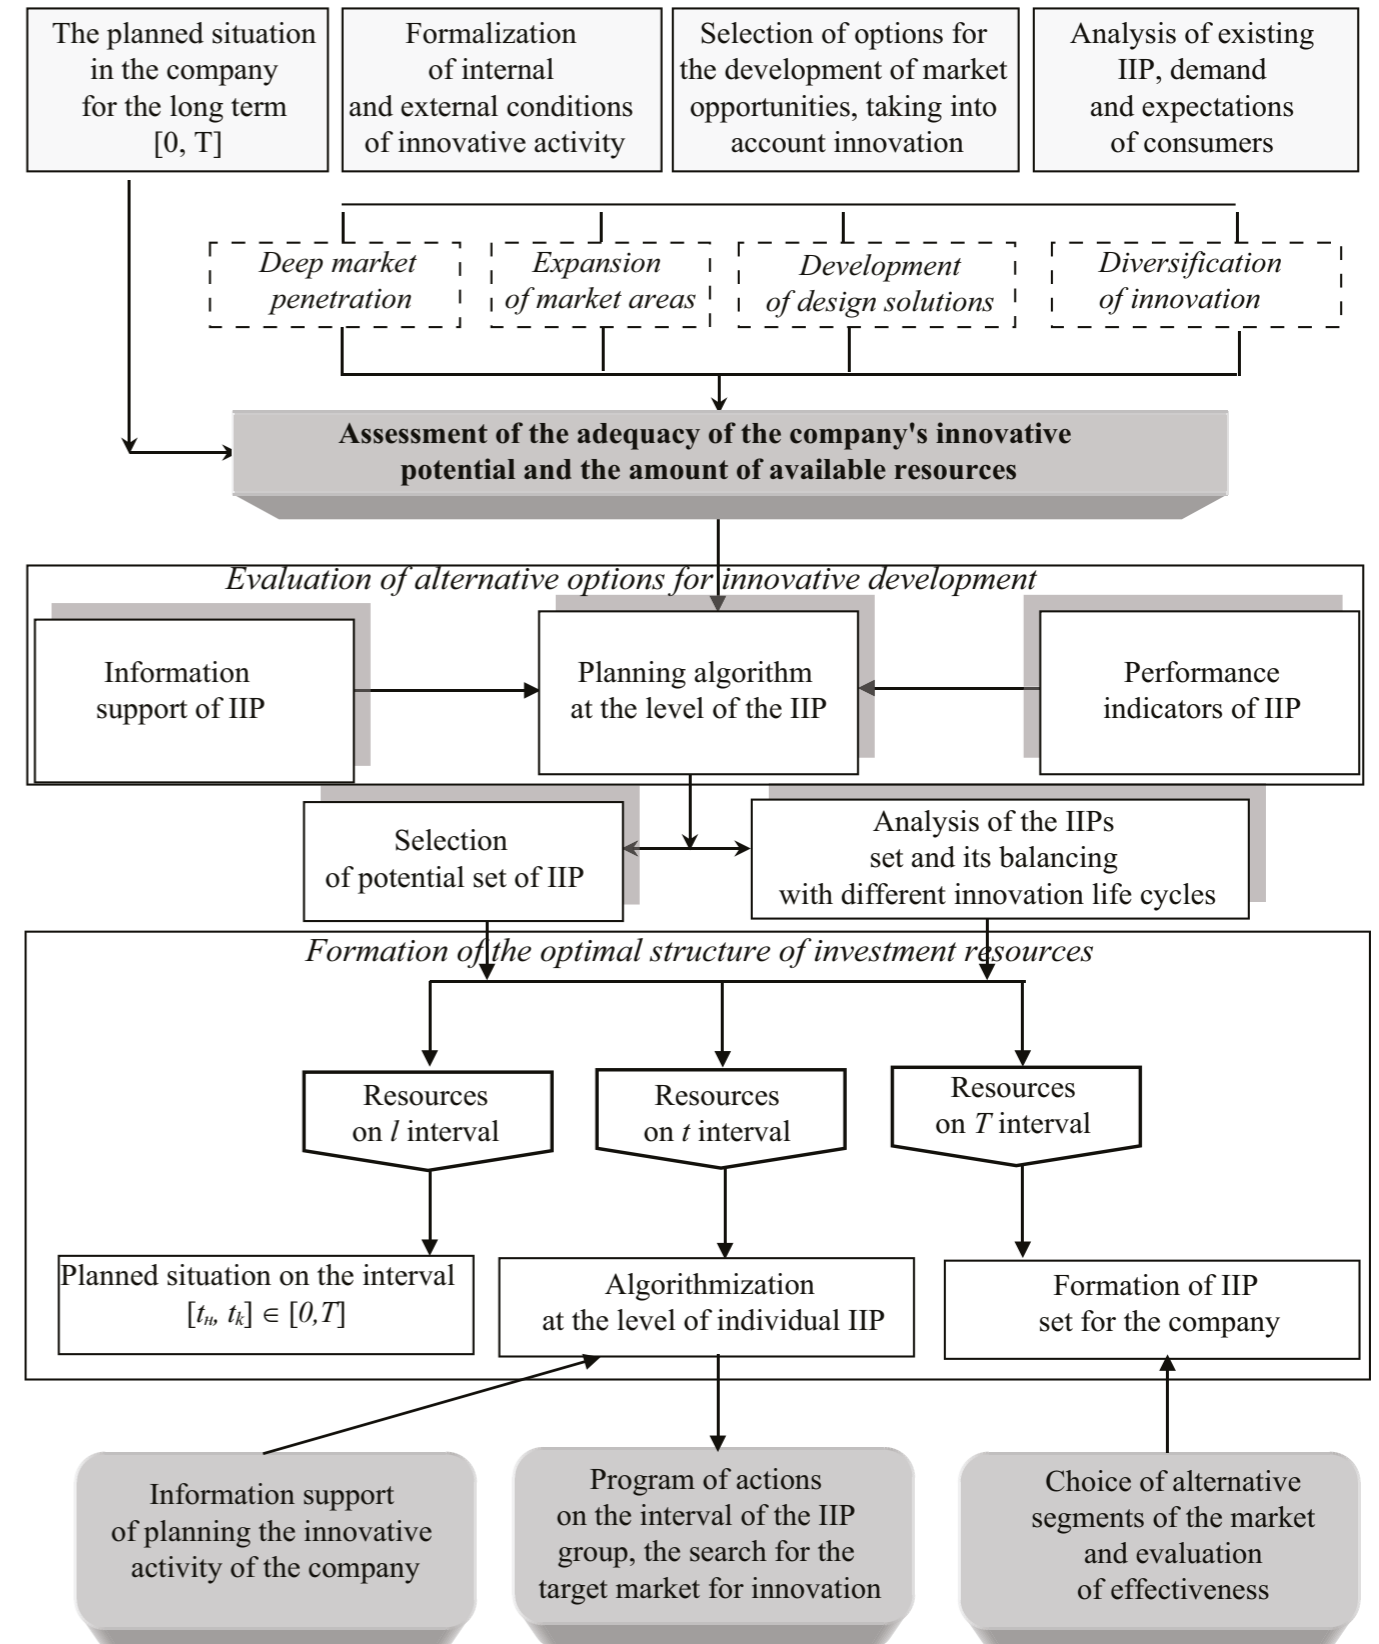 The planned situation
in the company
for the long term
[0, T]
Formalization
of internal
and external conditions
of innovative activity
Selection of options for
the development of market
opportunities, taking into
account innovation
Analysis of existing
IIP, demand
and expectations
of consumers
Deep market
penetration
Expansion
of market areas
Development
of design solutions
Diversification
of innovation
Assessment of the adequacy of the company's innovative
potential and the amount of available resources
Evaluation of alternative options for innovative development
Information
support of IIP
Planning algorithm
at the level of the IIP
Performance
indicators of IIP
Selection
of potential set of IIP
Analysis of the IIPs
set and its balancing
with different innovation life cycles
Formation of the optimal structure of investment resources
Resources
on l interval
Resources
on t interval
Resources
on T interval
Planned situation on the interval
[tн, tk] ∈ [0,T]
Algorithmization
at the level of individual IIP
Formation of IIP
set for the company
Information support
of planning the innovative
activity of the company
Program of actions
on the interval of the IIP
group, the search for the
target market for innovation
Choice of alternative
segments of the market
and evaluation
of effectiveness